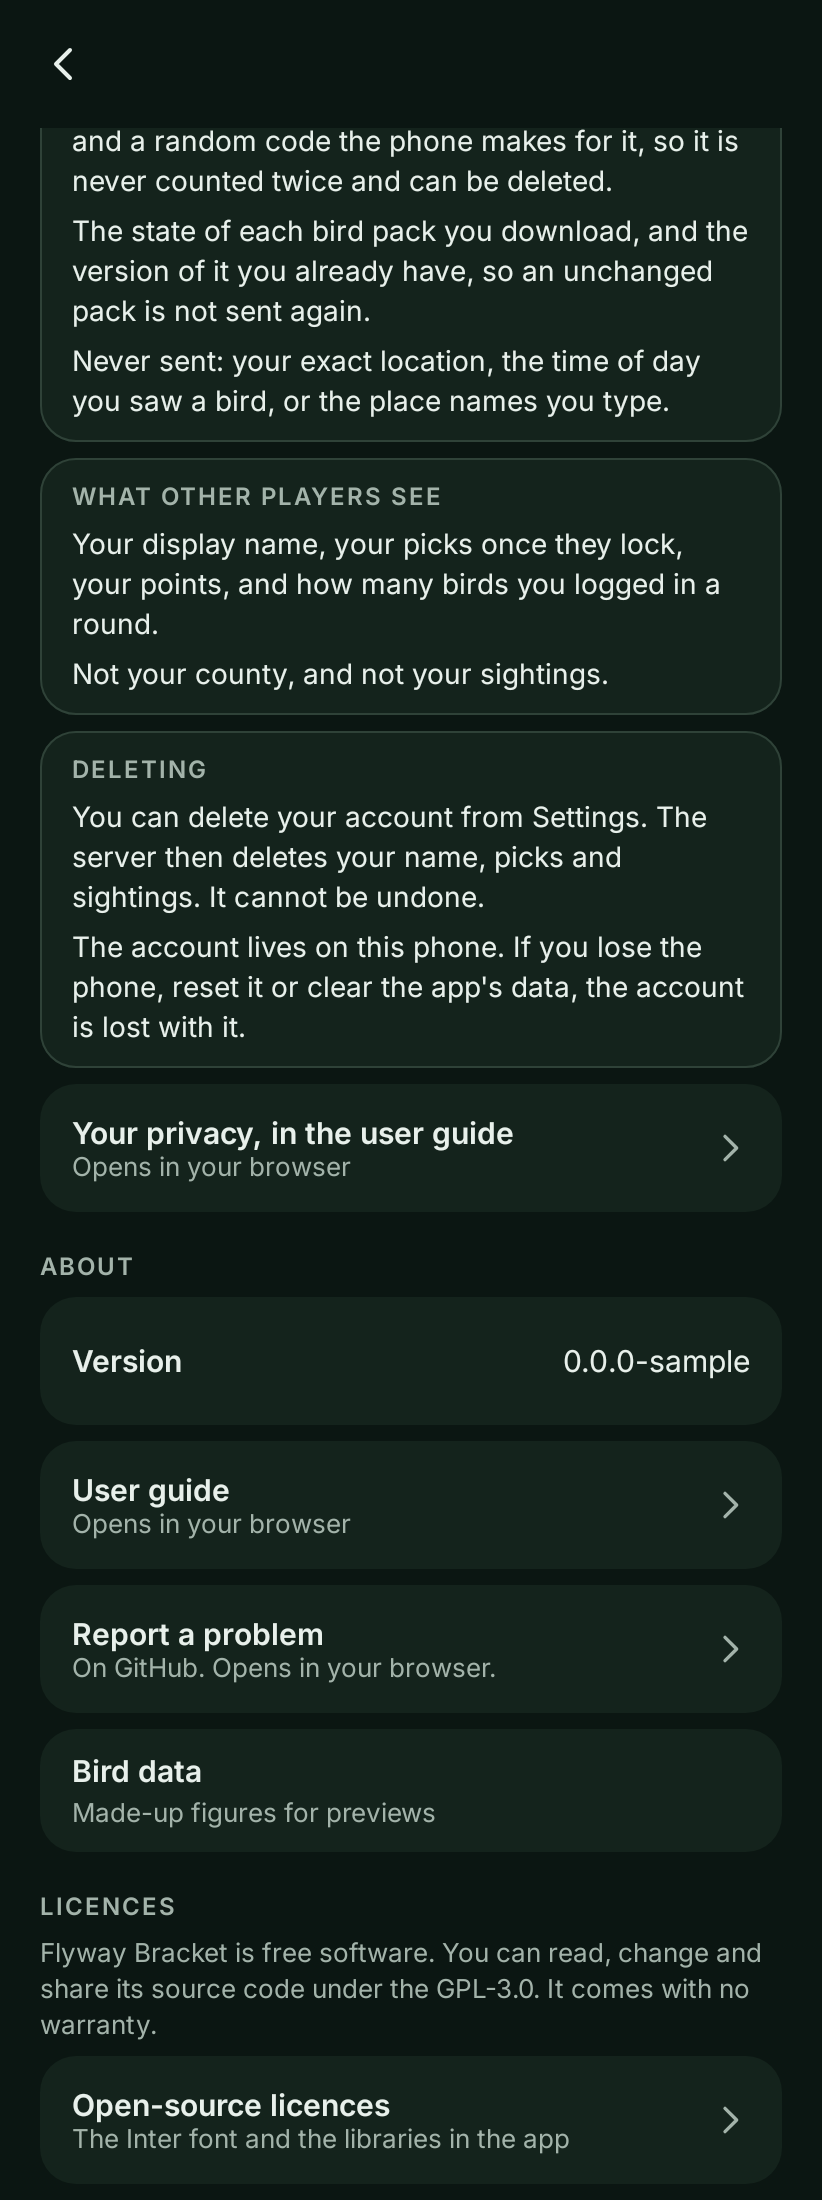 and a random code the phone makes for it, so it is
never counted twice and can be deleted.
The state of each bird pack you download, and the
version of it you already have, so an unchanged
pack is not sent again.
Never sent: your exact location, the time of day
you saw a bird, or the place names you type.
WHAT OTHER PLAYERS SEE
Your display name, your picks once they lock,
your points, and how many birds you logged in a
round.
Not your county, and not your sightings.
DELETING
You can delete your account from Settings. The
server then deletes your name, picks and
sightings. It cannot be undone.
The account lives on this phone. If you lose the
phone, reset it or clear the app's data, the account
is lost with it.
Your privacy, in the user guide
Opens in your browser
ABOUT
Version 0.0.0-sample
User guide
Opens in your browser
Report a problem
On GitHub. Opens in your browser.
Bird data
Made-up figures for previews
LICENCES
Flyway Bracket is free software. You can read, change and
share its source code under the GPL-3.0. It comes with no
warranty.
Open-source licences
The Inter font and the libraries in the app